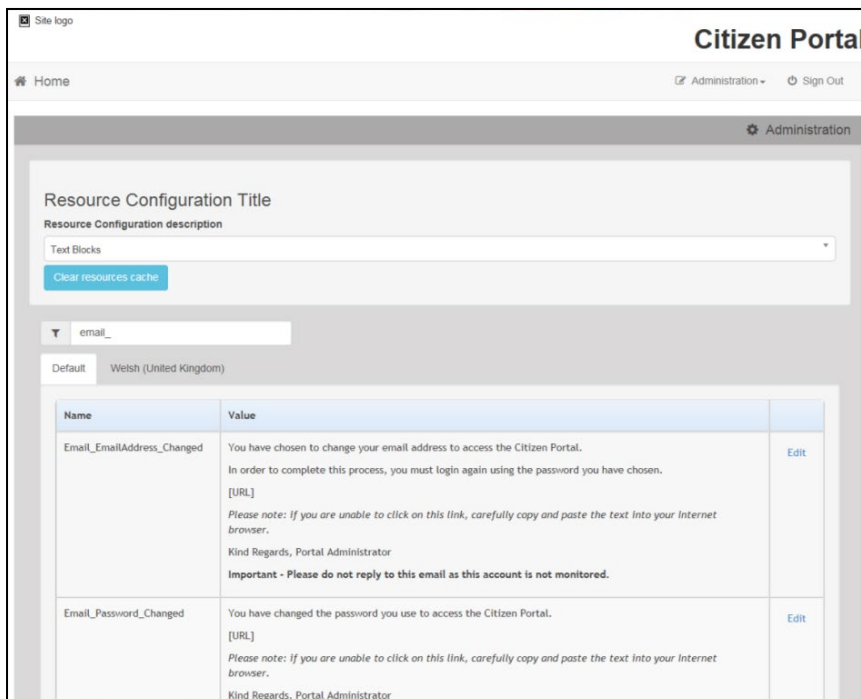 Site logo
Citizen Portal
Home
Administration
Sign Out
Administration
Resource Configuration Title
Resource Configuration description
Text Blocks
Clear resources cache
email_
Default Welsh (United Kingdom)
Name Value
Email_EmailAddress_Changed You have chosen to change your email address to access the Citizen Portal. Edit
In order to complete this process, you must login again using the password you have chosen.
[URL]
Please note: if you are unable to click on this link, carefully copy and paste the text into your Internet
browser.
Kind Regards, Portal Administrator
Important - Please do not reply to this email as this account is not monitored.
Email_Password_Changed You have changed the password you use to access the Citizen Portal. Edit
[URL]
Please note: if you are unable to click on this link, carefully copy and paste the text into your Internet
browser.
Kind Regards, Portal Administrator